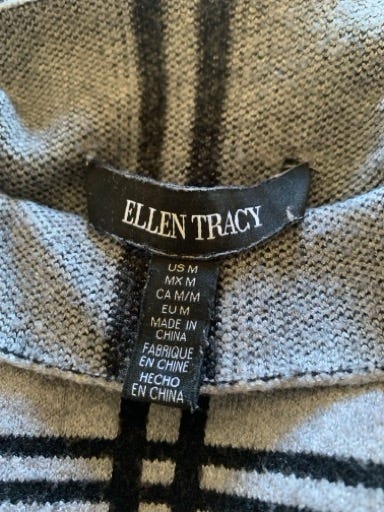 ELLEN TRACY
US M
MX M
CA M/M
EU M
MADE IN
CHINA
FABRIQUE
EN CHINE
HECHO
EN CHINA